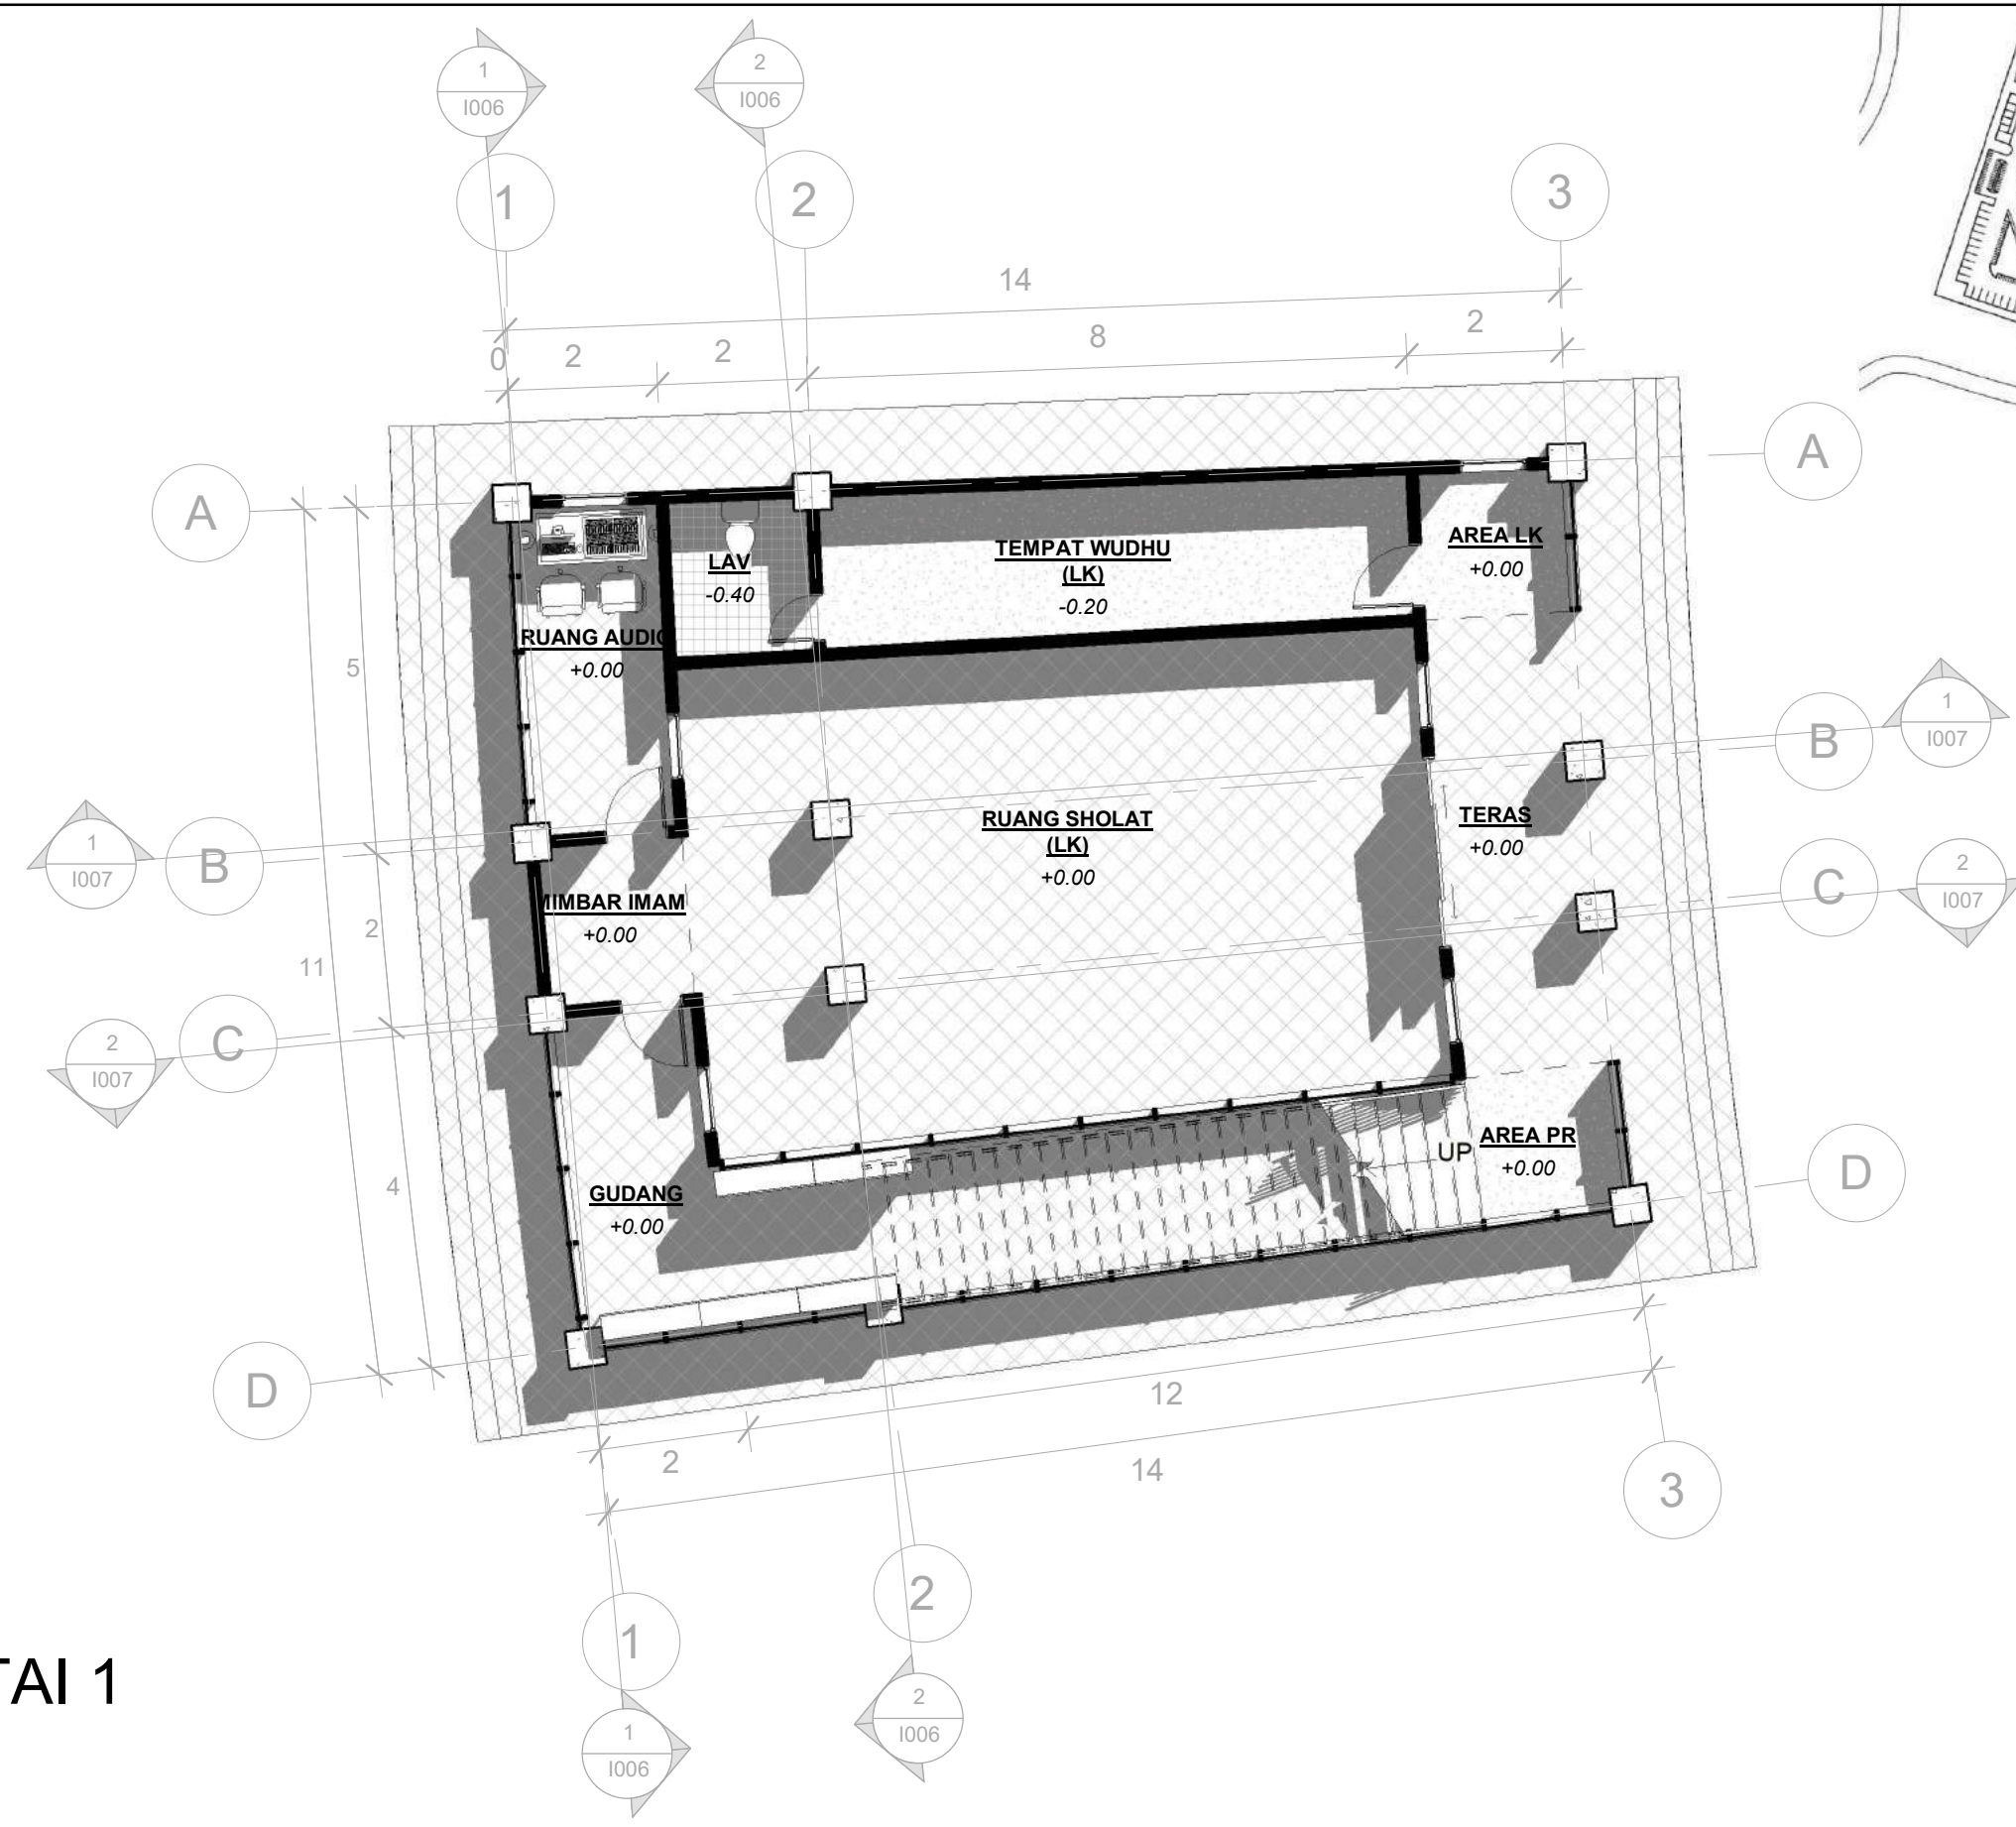 1
I006
2
I006
1
2
3
14
0
2
2
8
2
A
A
LAV
-0.40
TEMPAT WUDHU
(LK)
-0.20
AREA LK
+0.00
RUANG AUDIO
+0.00
5
B
1
I007
RUANG SHOLAT
(LK)
+0.00
TERAS
+0.00
1
I007
B
C
2
I007
MIMBAR IMAM
+0.00
2
11
C
2
I007
UP
AREA PR
+0.00
D
GUDANG
+0.00
4
D
12
2
14
3
2
1
TAI 1
2
I006
1
I006